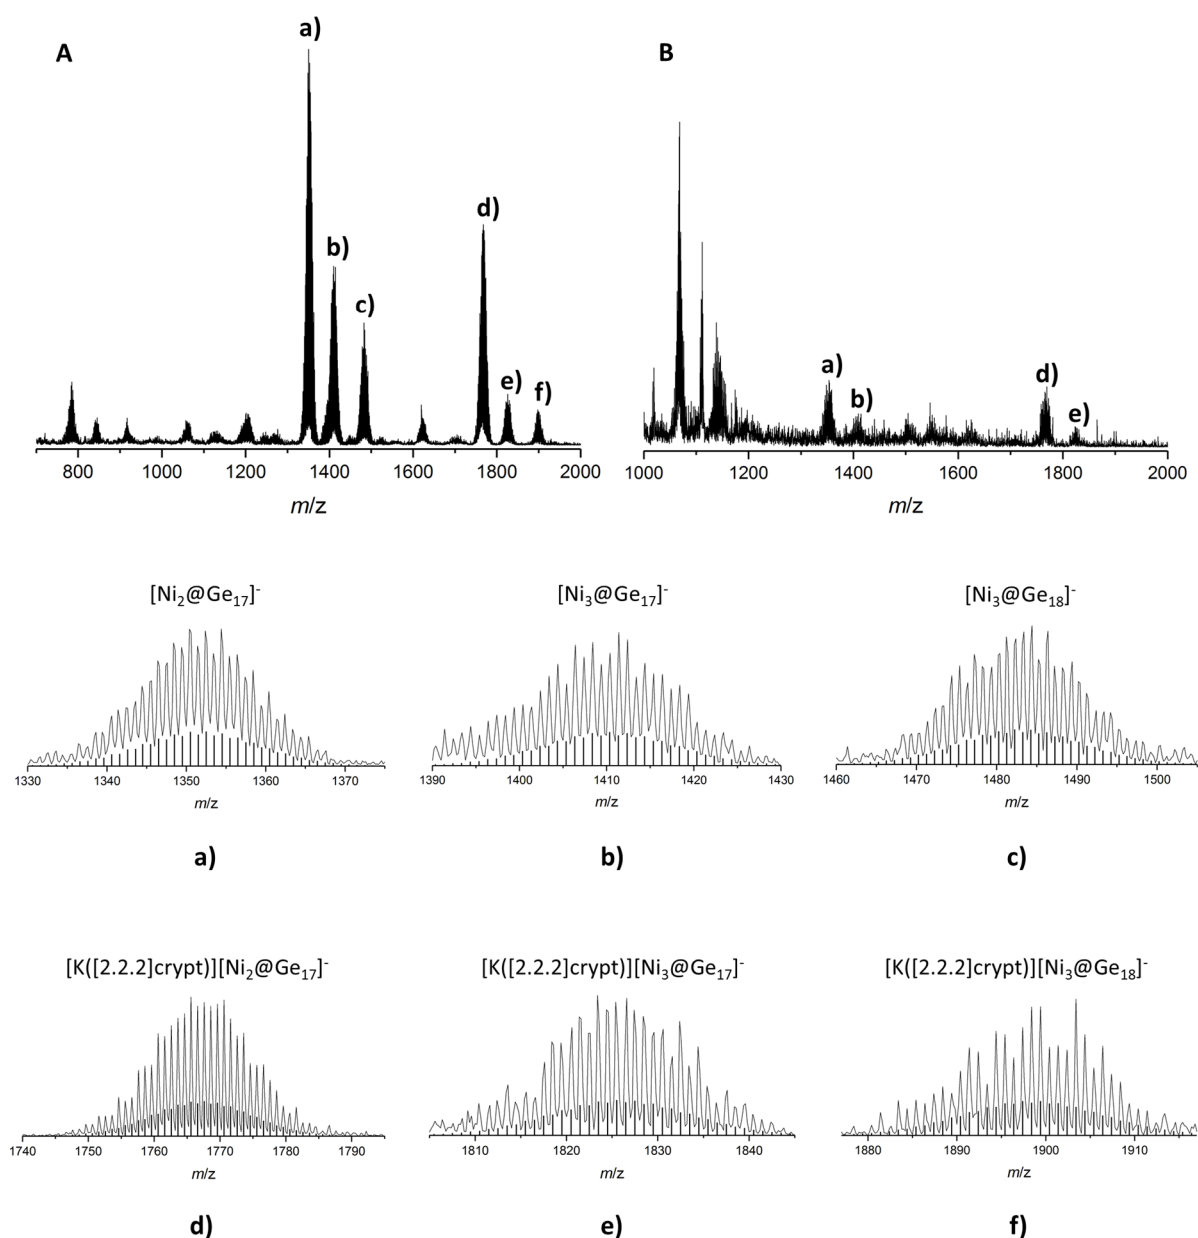 A
a)
b)
c)
d)
e)
f)
800 1000 1200 1400 1600 1800 2000
m/z
B
a)
b)
d)
e)
1000 1200 1400 1600 1800 2000
m/z
[Ni₂@Ge₁₇]⁻
1330 1340 1350 1360 1370
m/z
a)
[Ni₃@Ge₁₇]⁻
1390 1400 1410 1420 1430
m/z
b)
[Ni₃@Ge₁₈]⁻
1460 1470 1480 1490 1500
m/z
c)
[K([2.2.2]crypt)][Ni₂@Ge₁₇]⁻
1740 1750 1760 1770 1780 1790
m/z
d)
[K([2.2.2]crypt)][Ni₃@Ge₁₇]⁻
1810 1820 1830 1840
m/z
e)
[K([2.2.2]crypt)][Ni₃@Ge₁₈]⁻
1880 1890 1900 1910
m/z
f)